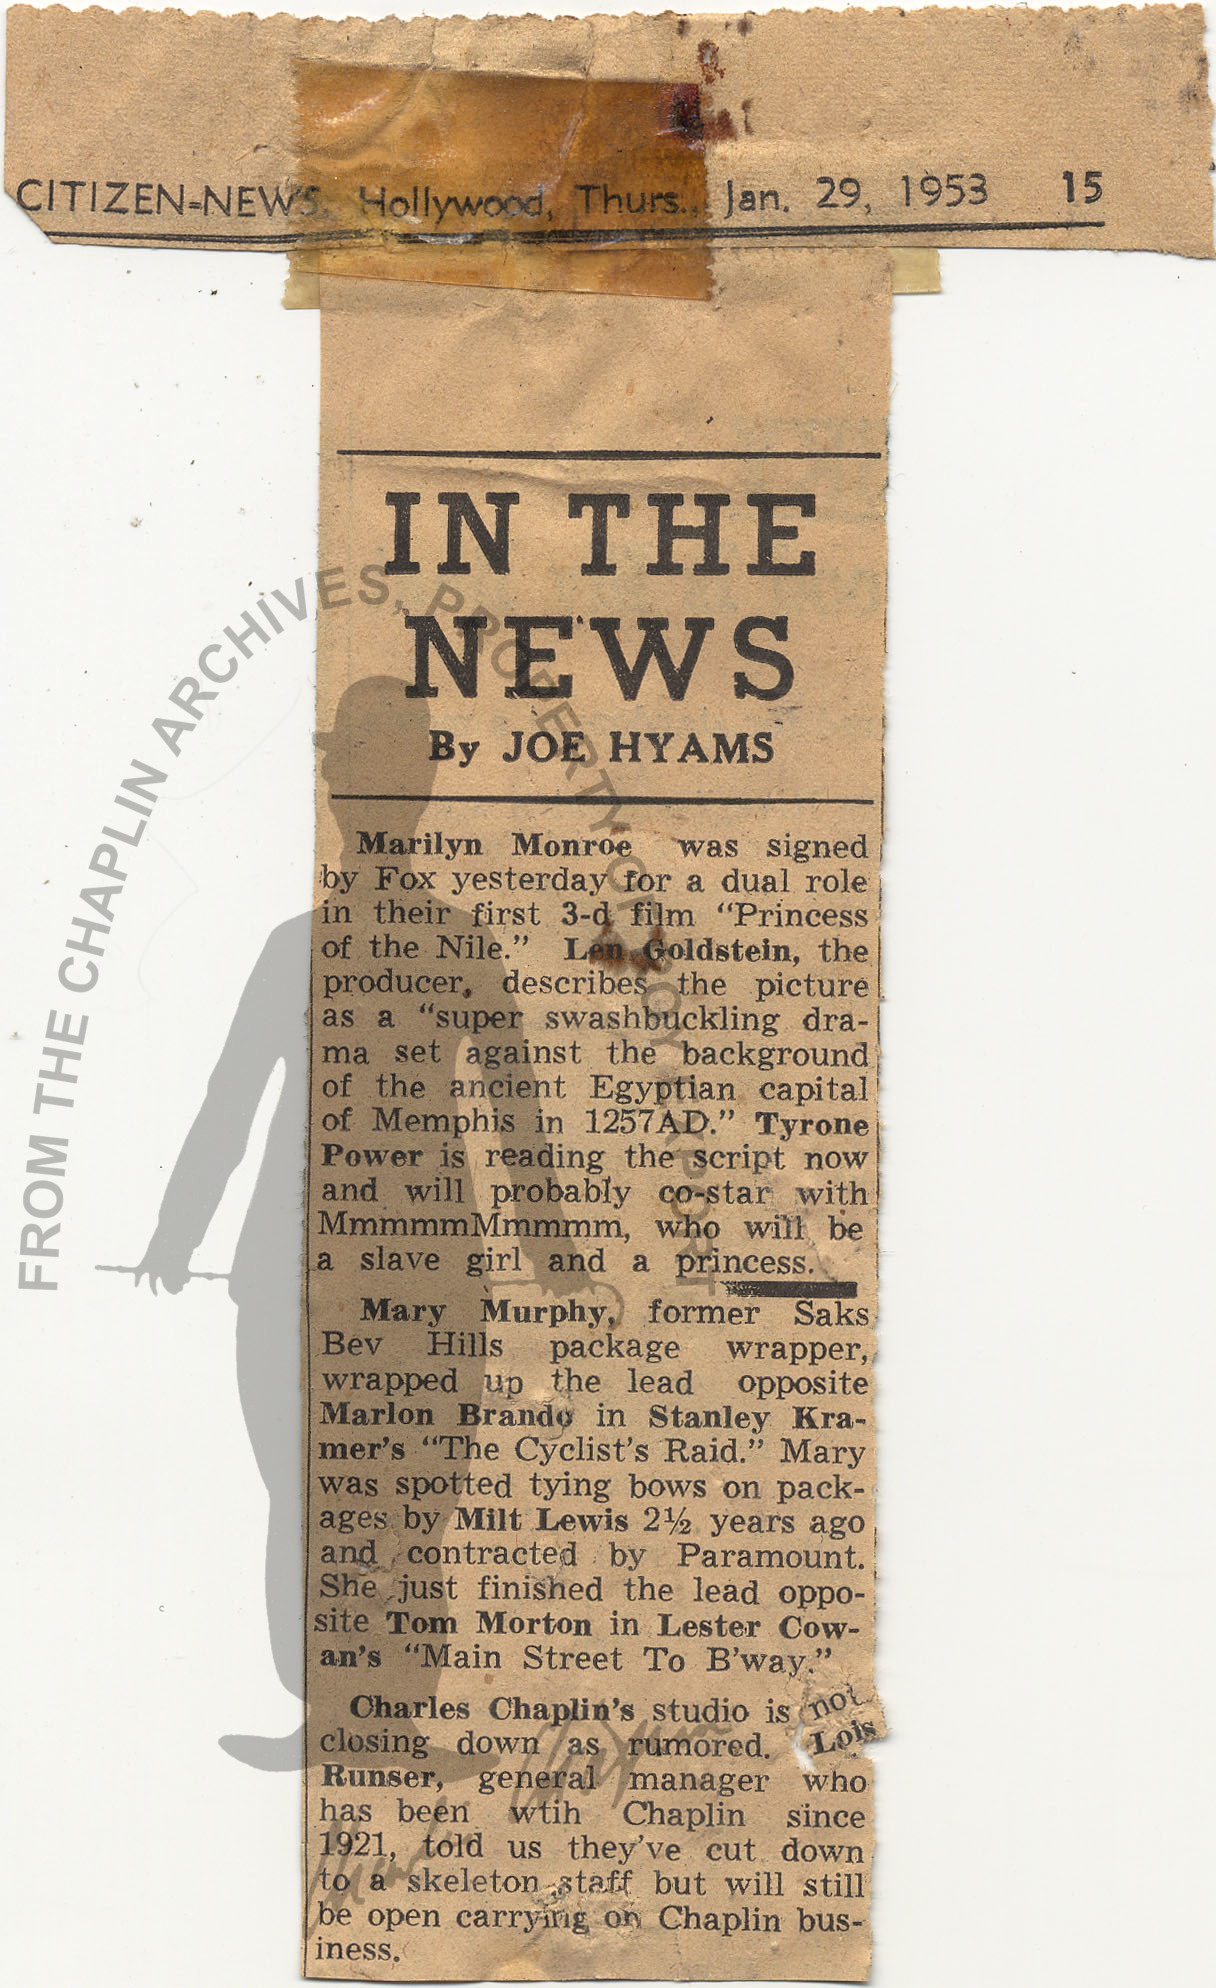 CITIZEN-NEWS, Hollywood, Thurs., Jan. 29, 1953 15
IN THE
NEWS
By JOE HYAMS
Marilyn Monroe was signed
by Fox yesterday for a dual role
in their first 3-d film “Princess
of the Nile.” Len Goldstein, the
producer, describes the picture
as a “super swashbuckling dra-
ma set against the background
of the ancient Egyptian capital
of Memphis in 1257AD.” Tyrone
Power is reading the script now
and will probably co-star with
MmmmmMmmmm, who will be
a slave girl and a princess.
Mary Murphy, former Saks
Bev Hills package wrapper,
wrapped up the lead opposite
Marlon Brando in Stanley Kra-
mer's “The Cyclist's Raid.” Mary
was spotted tying bows on pack-
ages by Milt Lewis 2½ years ago
and contracted by Paramount.
She just finished the lead oppo-
site Tom Morton in Lester Cow-
an's “Main Street To B'way.”
Charles Chaplin's studio is not
closing down as rumored. Lois
Runser, general manager who
has been wtih Chaplin since
1921, told us they've cut down
to a skeleton staff but will still
be open carrying on Chaplin bus-
iness.
FROM THE CHAPLIN ARCHIVES, PROPERTY OF ROY EXPORT
Charlie Chaplin